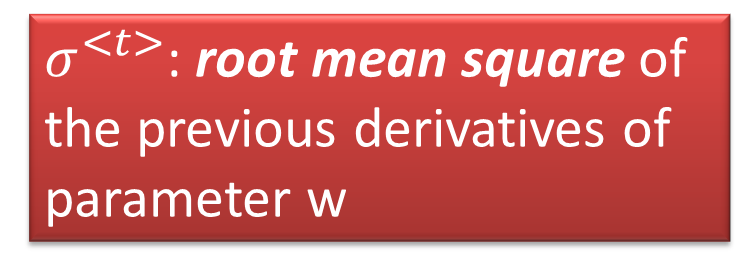 σ^<t>: root mean square of
the previous derivatives of
parameter w